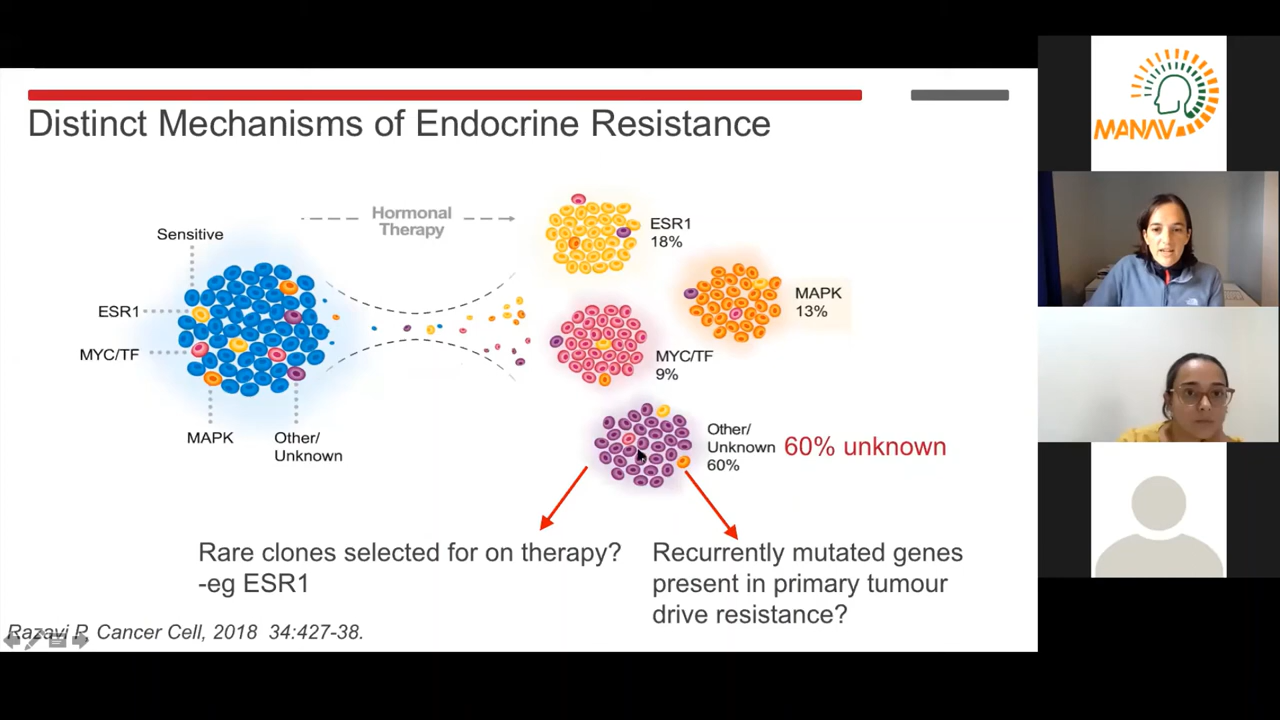 Distinct Mechanisms of Endocrine Resistance
Sensitive
ESR1
MYC/TF
MAPK
Other/
Unknown
Hormonal
Therapy
ESR1
18%
MAPK
13%
MYC/TF
9%
Other/
Unknown
60%
60% unknown
Rare clones selected for on therapy?
-eg ESR1
Recurrently mutated genes
present in primary tumour
drive resistance?
Razavi P, Cancer Cell, 2018 34:427-38.
MANAV